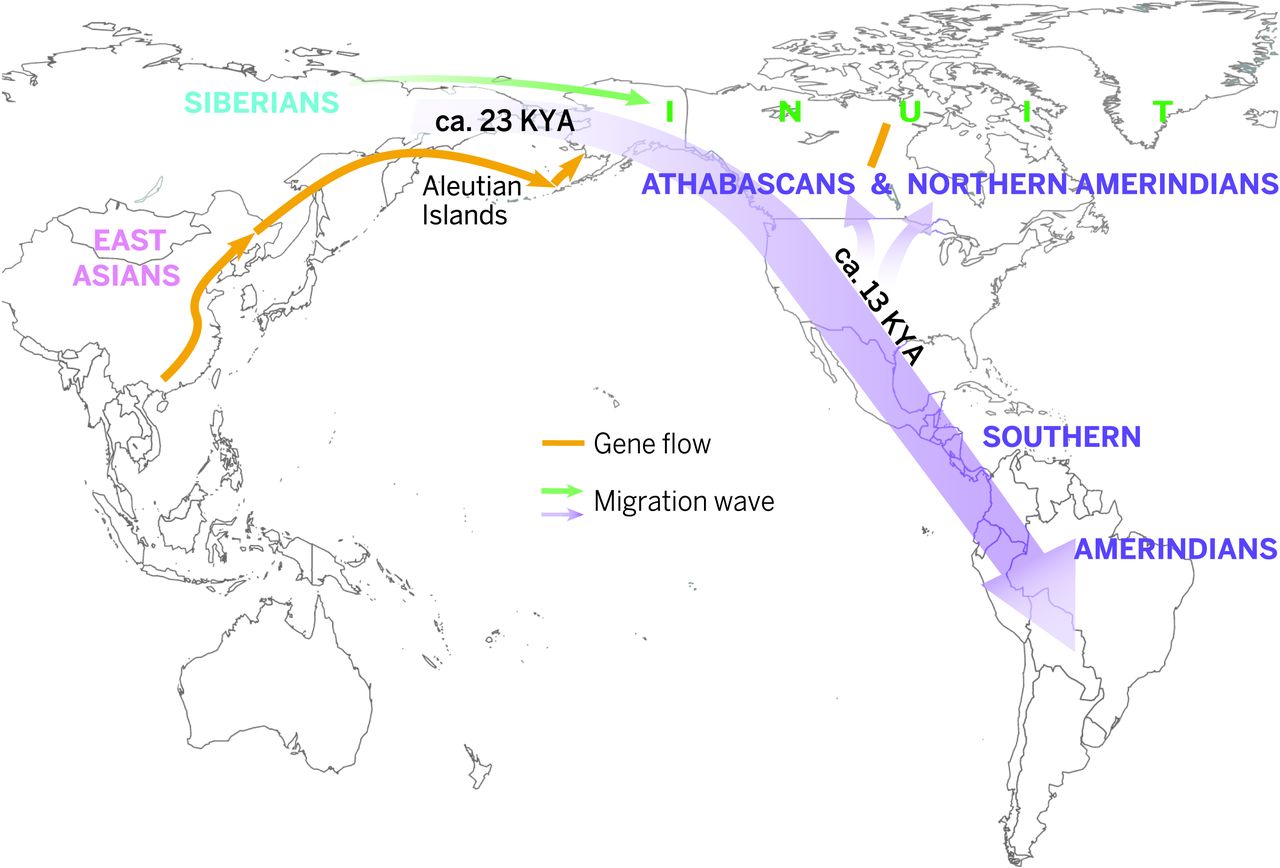 SIBERIANS
I N U I T
ca. 23 KYA
Aleutian
Islands
ATHABASCANS & NORTHERN AMERINDIANS
EAST
ASIANS
ca. 13 KYA
Gene flow
Migration wave
SOUTHERN
AMERINDIANS